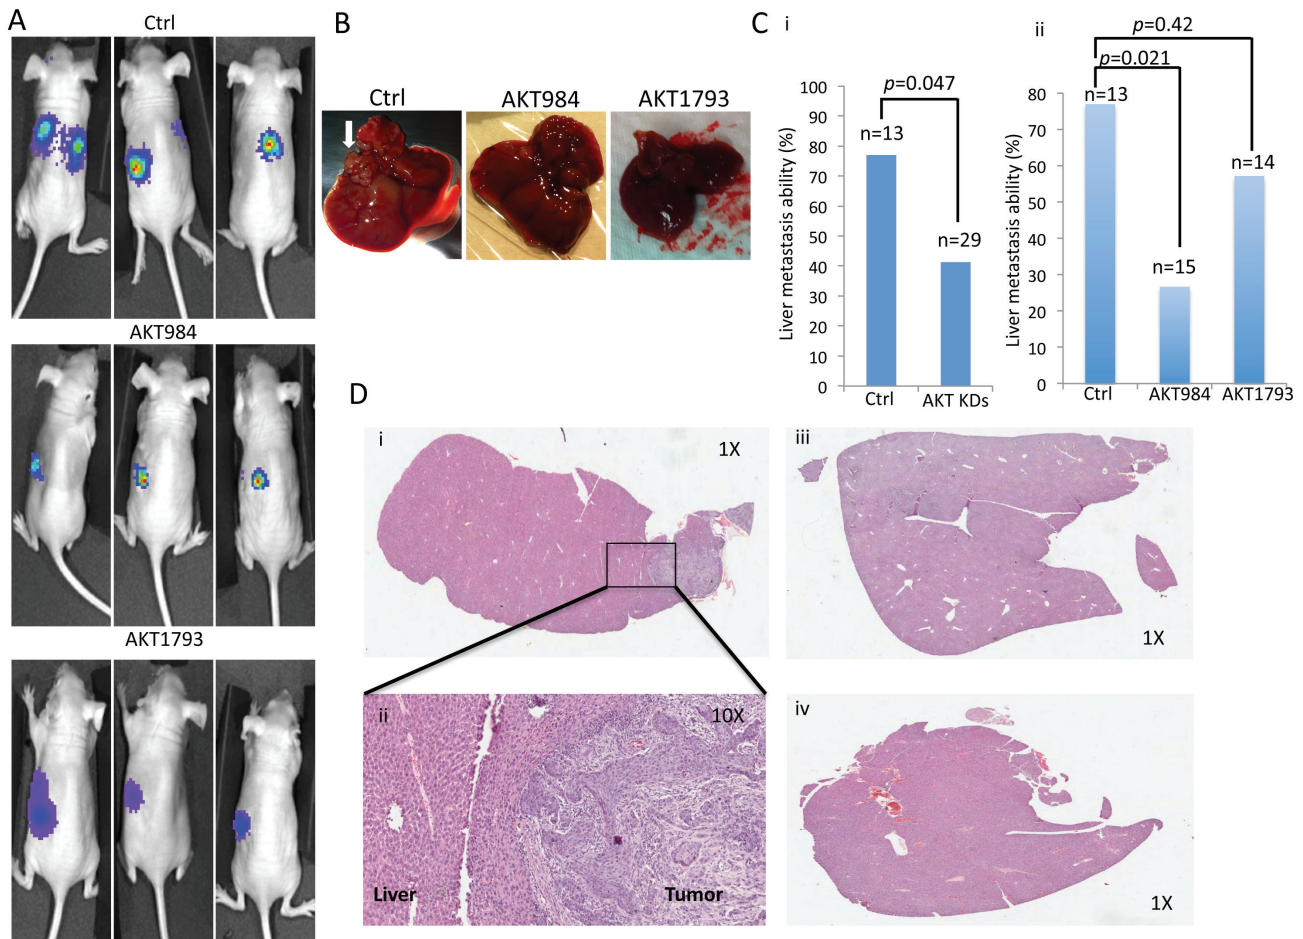 A
Ctrl
AKT984
AKT1793
B
Ctrl
AKT984
AKT1793
C
i
p=0.047
Liver metastasis ability (%)
100
90
80
70
60
50
40
30
20
10
0
n=13
n=29
Ctrl
AKT KDs
ii
p=0.42
p=0.021
Liver metastasis ability (%)
80
70
60
50
40
30
20
10
0
n=13
n=15
n=14
Ctrl
AKT984
AKT1793
D
i
1X
ii
10X
Liver
Tumor
iii
1X
iv
1X